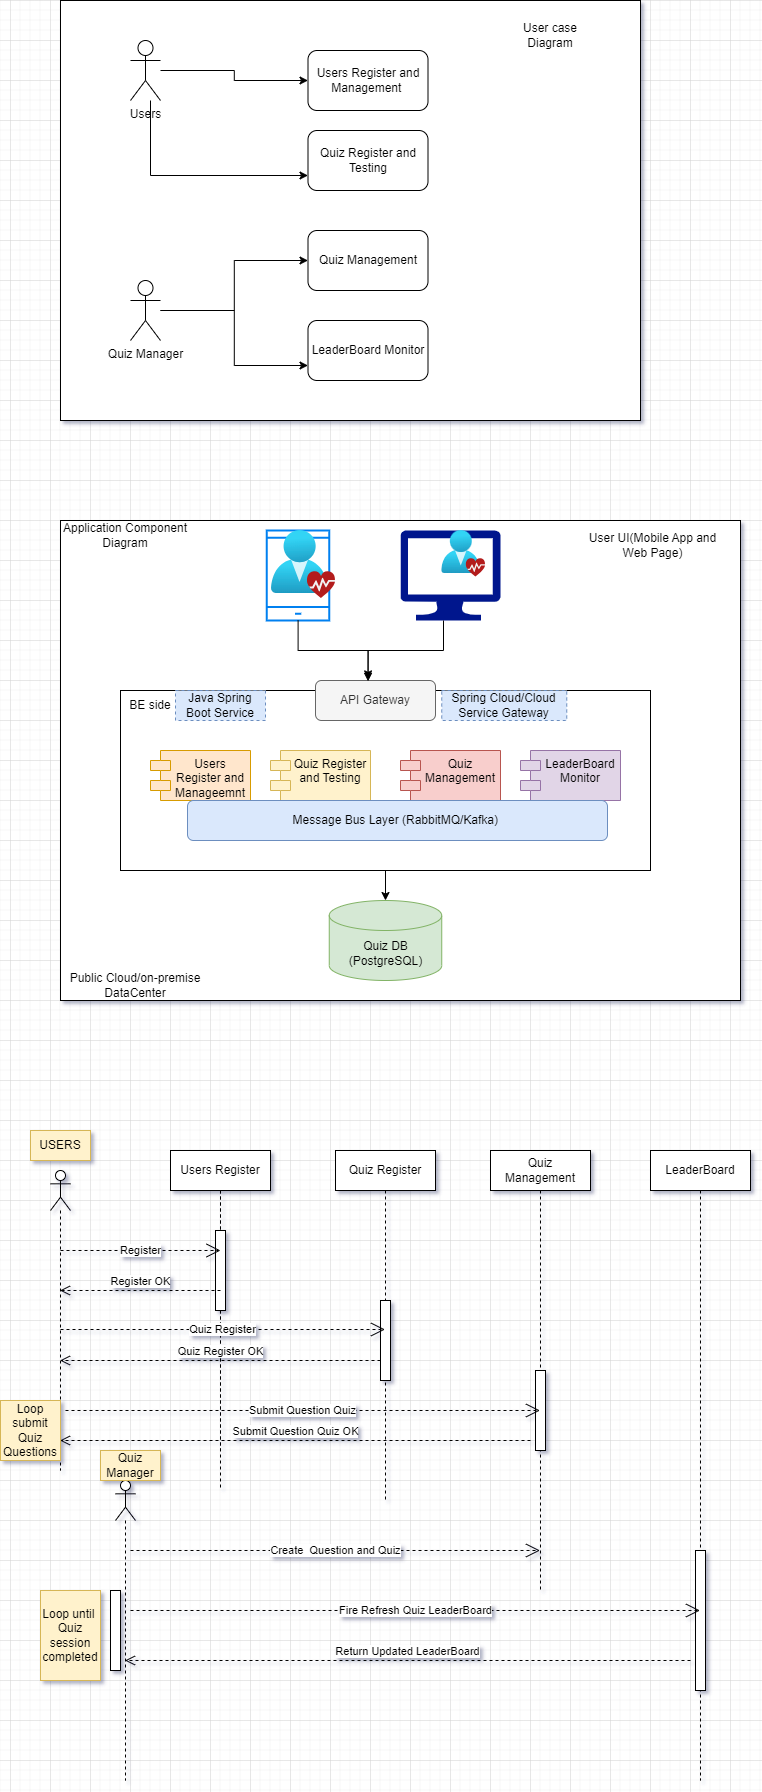 User case
Diagram
Users Register and
Management
Users
Quiz Register and
Testing
Quiz Management
Quiz Manager
LeaderBoard Monitor
Application Component
Diagram
User UI(Mobile App and
Web Page)
API Gateway
BE side
Java Spring
Boot Service
Spring Cloud/Cloud
Service Gateway
Users
Register and
Manageemnt
Quiz Register
and Testing
Quiz
Management
LeaderBoard
Monitor
Message Bus Layer (RabbitMQ/Kafka)
Quiz DB
(PostgreSQL)
Public Cloud/on-premise
DataCenter
USERS
Users Register
Quiz Register
Quiz
Management
LeaderBoard
Register
Register OK
Quiz Register
Quiz Register OK
Loop
submit
Quiz
Questions
Submit Question Quiz
Submit Question Quiz OK
Quiz
Manager
Create  Question and Quiz
Loop until
Quiz
session
completed
Fire Refresh Quiz LeaderBoard
Return Updated LeaderBoard